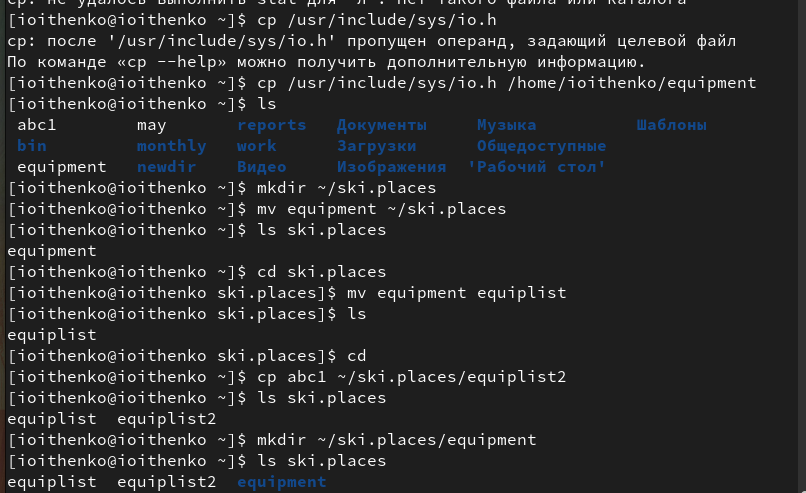 cp: не удалось выполнить stat для 'л': Нет такого файла или каталога
[ioithenko@ioithenko ~]$ cp /usr/include/sys/io.h
cp: после '/usr/include/sys/io.h' пропущен операнд, задающий целевой файл
По команде «cp --help» можно получить дополнительную информацию.
[ioithenko@ioithenko ~]$ cp /usr/include/sys/io.h /home/ioithenko/equipment
[ioithenko@ioithenko ~]$ ls
abc1 may reports Документы Музыка Шаблоны
bin monthly work Загрузки Общедоступные
equipment newdir Видео Изображения 'Рабочий стол'
[ioithenko@ioithenko ~]$ mkdir ~/ski.places
[ioithenko@ioithenko ~]$ mv equipment ~/ski.places
[ioithenko@ioithenko ~]$ ls ski.places
equipment
[ioithenko@ioithenko ~]$ cd ski.places
[ioithenko@ioithenko ski.places]$ mv equipment equiplist
[ioithenko@ioithenko ski.places]$ ls
equiplist
[ioithenko@ioithenko ski.places]$ cd
[ioithenko@ioithenko ~]$ cp abc1 ~/ski.places/equiplist2
[ioithenko@ioithenko ~]$ ls ski.places
equiplist equiplist2
[ioithenko@ioithenko ~]$ mkdir ~/ski.places/equipment
[ioithenko@ioithenko ~]$ ls ski.places
equiplist equiplist2 equipment